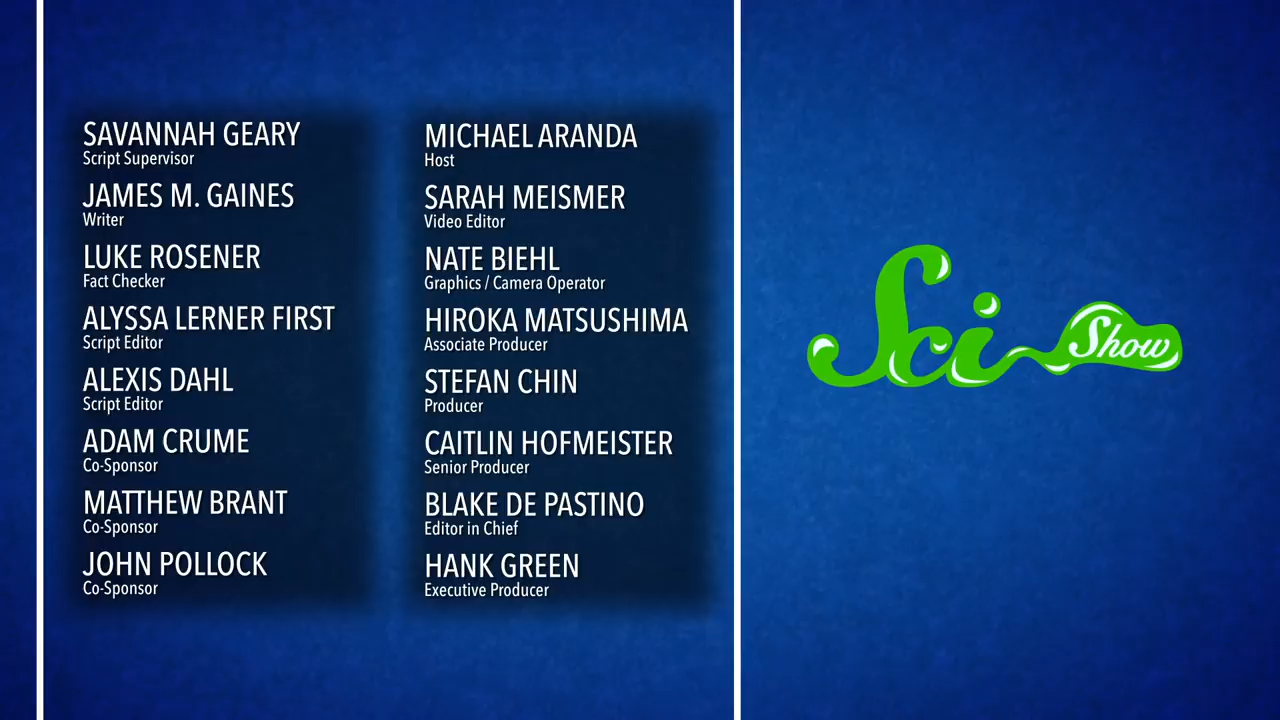 SAVANNAH GEARY
Script Supervisor
JAMES M. GAINES
Writer
LUKE ROSENER
Fact Checker
ALYSSA LERNER FIRST
Script Editor
ALEXIS DAHL
Script Editor
ADAM CRUME
Co-Sponsor
MATTHEW BRANT
Co-Sponsor
JOHN POLLOCK
Co-Sponsor
MICHAEL ARANDA
Host
SARAH MEISMER
Video Editor
NATE BIEHL
Graphics / Camera Operator
HIROKA MATSUSHIMA
Associate Producer
STEFAN CHIN
Producer
CAITLIN HOFMEISTER
Senior Producer
BLAKE DE PASTINO
Editor in Chief
HANK GREEN
Executive Producer
Sci Show